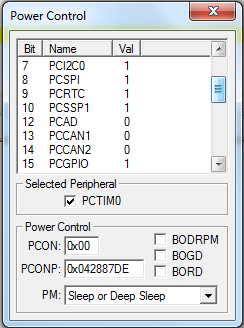 Power Control
Bit Name Val
7 PCI2C0 1
8 PCSPI 1
9 PCRTC 1
10 PCSSP1 1
12 PCAD 0
13 PCCAN1 0
14 PCCAN2 0
15 PCGPIO 1
Selected Peripheral
PCTIM0
Power Control
PCON: 0x00
BODRPM
PCONP: 0x042887DE
BOGD
BORD
PM: Sleep or Deep Sleep